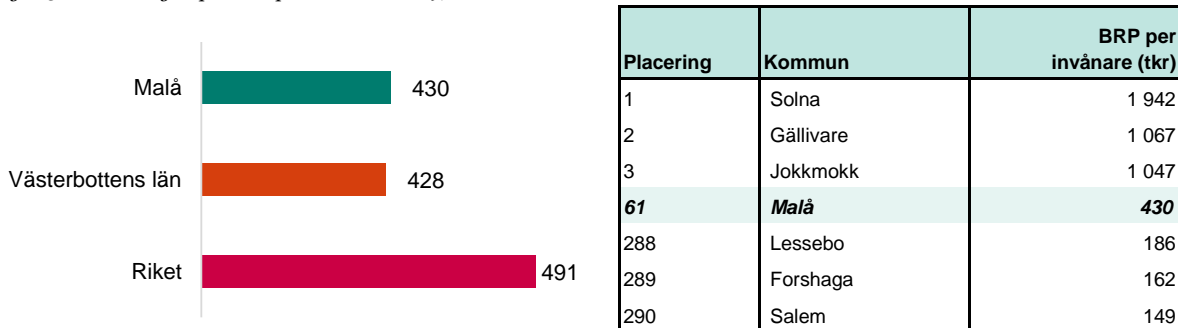 Malå 430
Västerbottens län 428
Riket 491
Placering Kommun BRP per invånare (tkr)
1 Solna 1 942
2 Gällivare 1 067
3 Jokkmokk 1 047
61 Malå 430
288 Lessebo 186
289 Forshaga 162
290 Salem 149